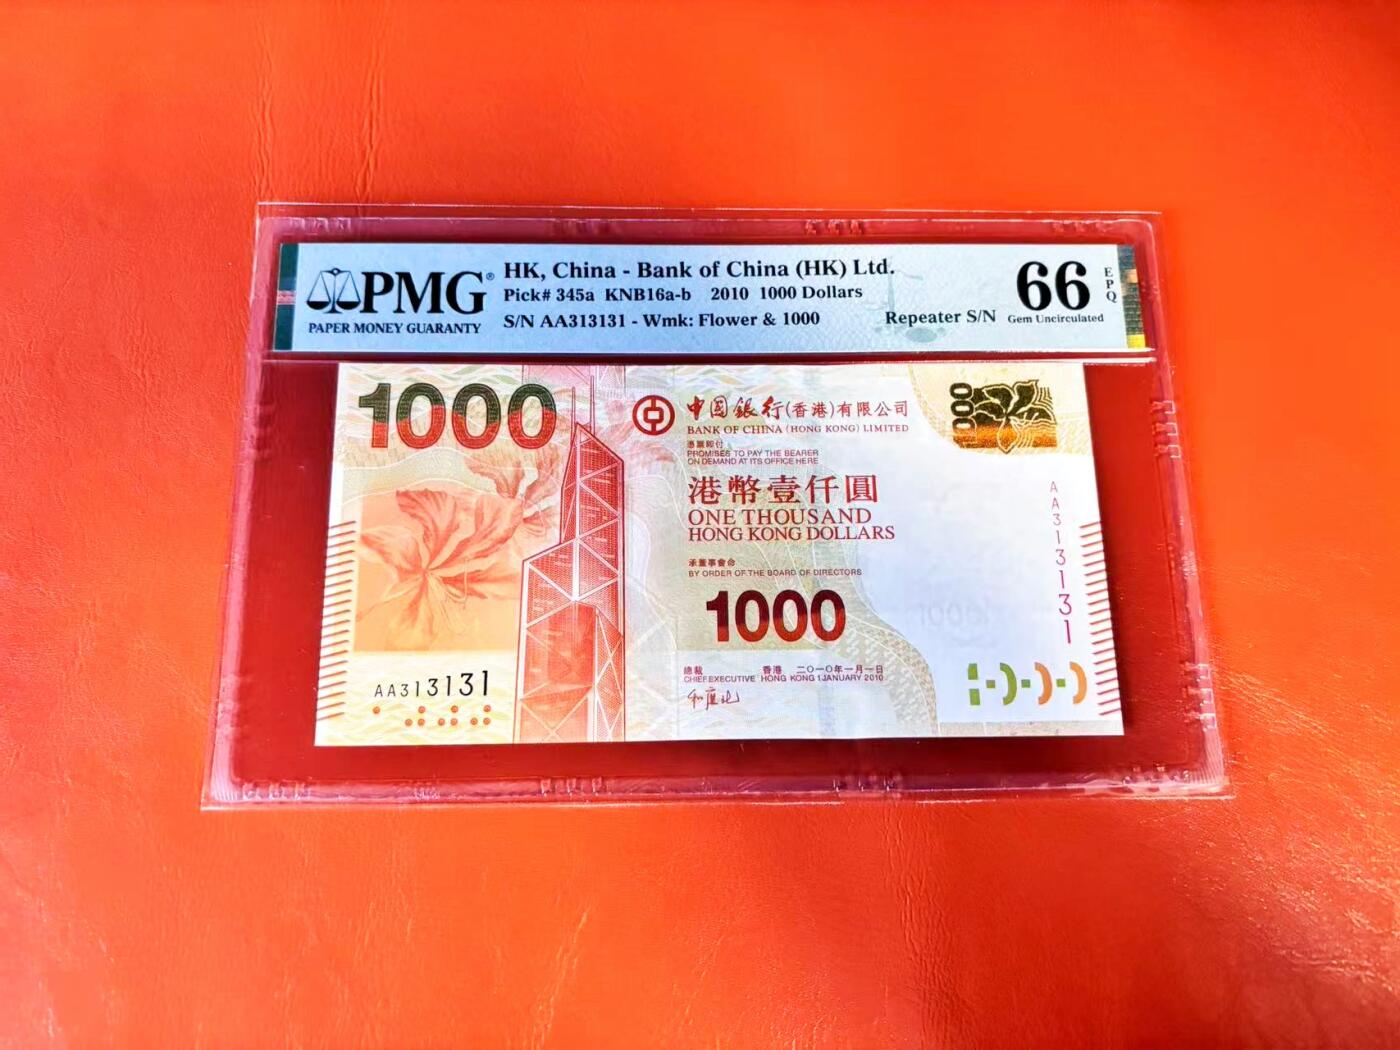 PMG®
PAPER MONEY GUARANTY
HK, China - Bank of China (HK) Ltd.
Pick# 345a KNB16a-b 2010 1000 Dollars
S/N AA313131 - Wmk: Flower & 1000
Repeater S/N
66
EPQ
Gem Uncirculated
1000
中国銀行(香港)有限公司
BANK OF CHINA (HONG KONG) LIMITED
憑票即付
PROMISES TO PAY THE BEARER
ON DEMAND AT ITS OFFICE HERE
港幣壹仟圓
ONE THOUSAND
HONG KONG DOLLARS
承董事會命
BY ORDER OF THE BOARD OF DIRECTORS
1000
總裁
CHIEF EXECUTIVE
香港 二〇一〇年一月一日
HONG KONG 1 JANUARY 2010
AA313131
AA313131